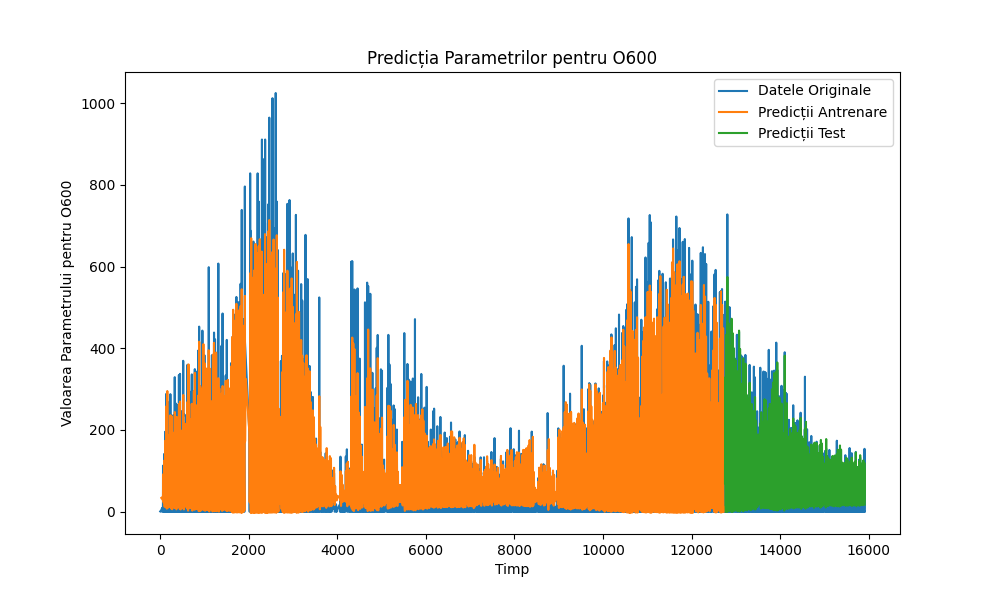 Predicția Parametrilor pentru O600
Datele Originale
Predicții Antrenare
Predicții Test
Valoarea Parametrului pentru O600
1000
800
600
400
200
0
0 2000 4000 6000 8000 10000 12000 14000 16000
Timp